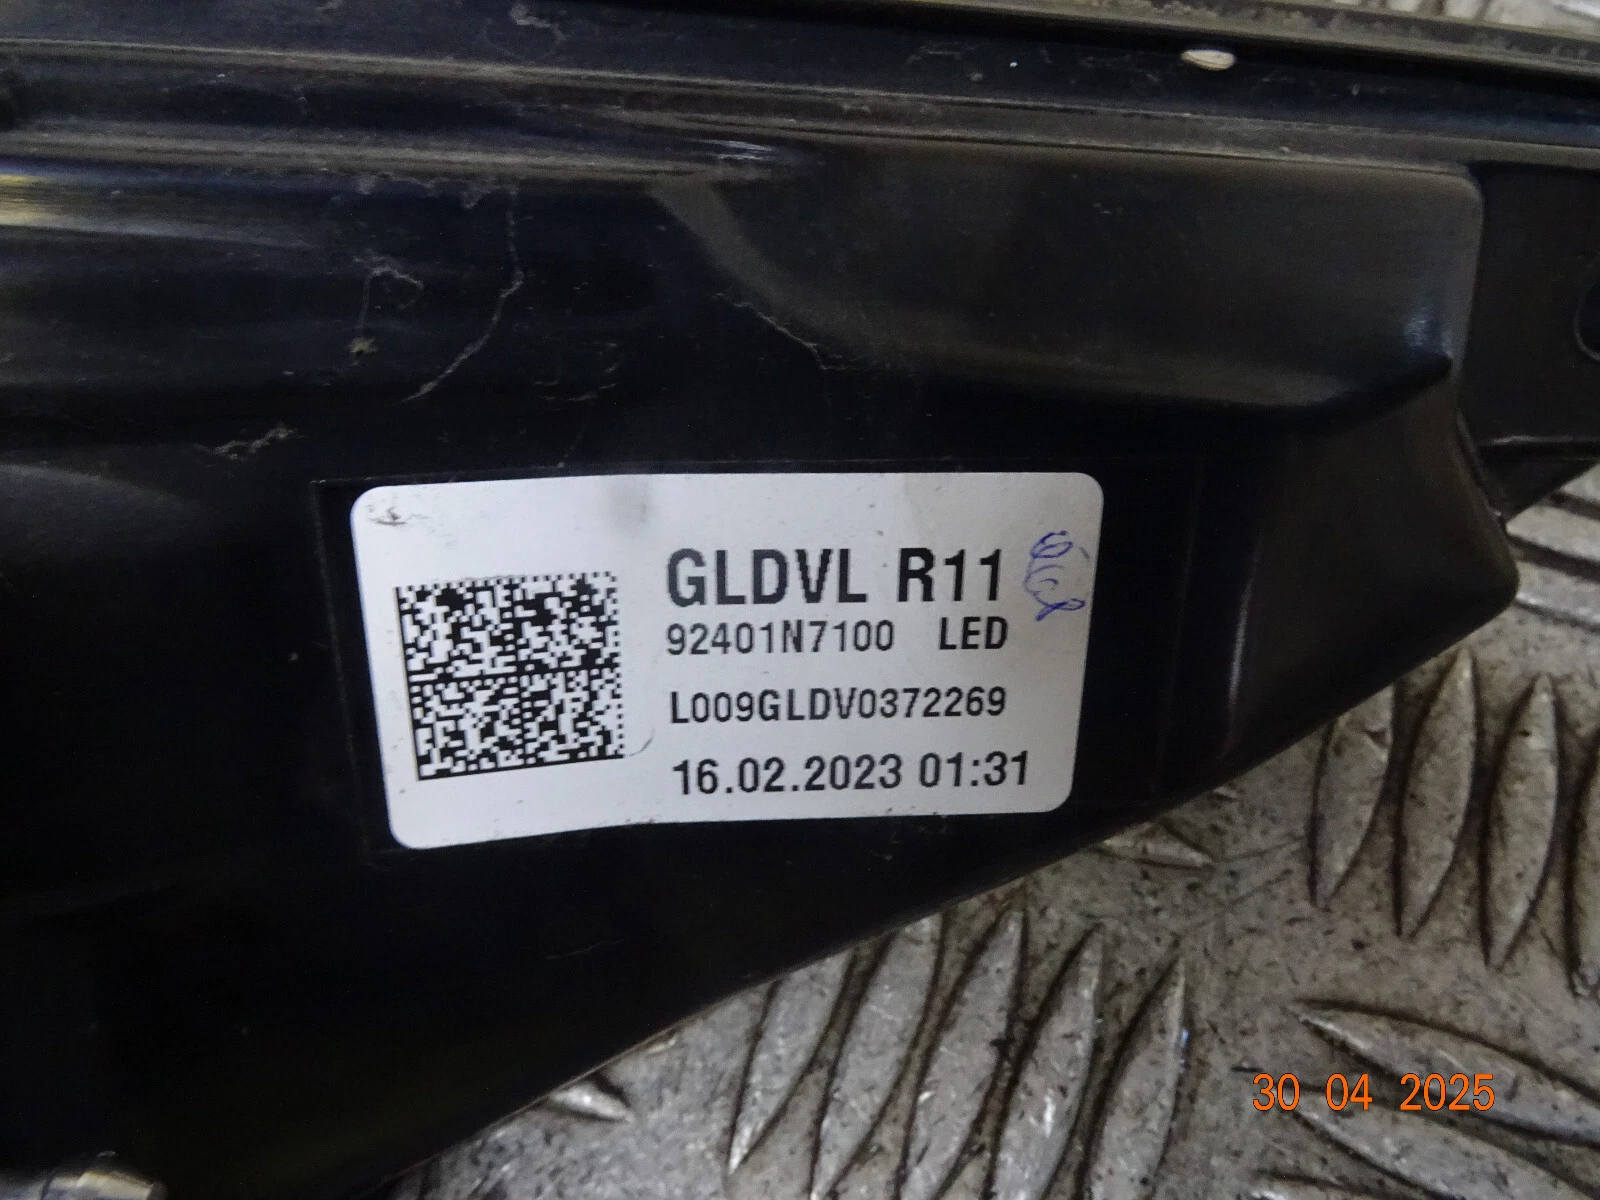 GLDVL R11
92401N7100 LED
L009GLDV0372269
16.02.2023 01:31
30 04 2025